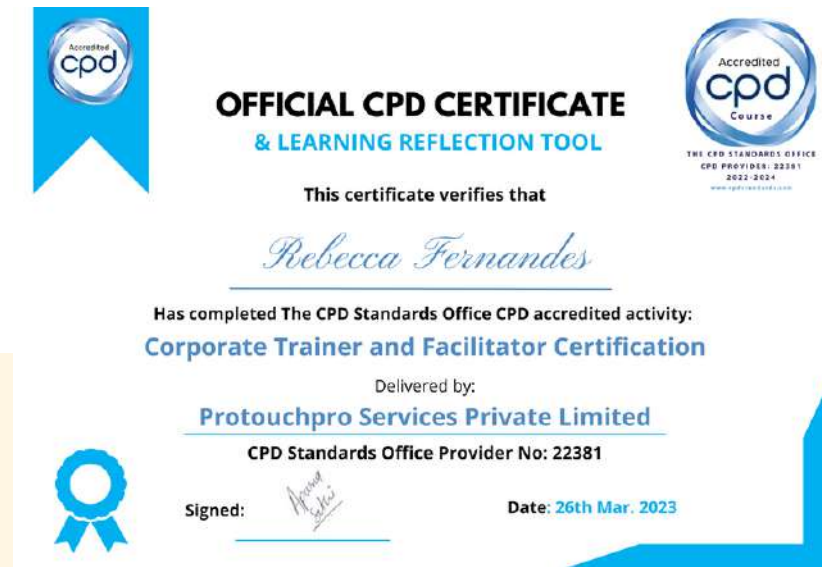 Accredited
cpd
OFFICIAL CPD CERTIFICATE
& LEARNING REFLECTION TOOL
Accredited
cpd
Course
THE CPD STANDARDS OFFICE
CPD PROVIDER: 22381
2022-2024
www.cpdstandards.com
This certificate verifies that
Rebecca Fernandes
Has completed The CPD Standards Office CPD accredited activity:
Corporate Trainer and Facilitator Certification
Delivered by:
Protouchpro Services Private Limited
CPD Standards Office Provider No: 22381
Signed:
Date: 26th Mar. 2023